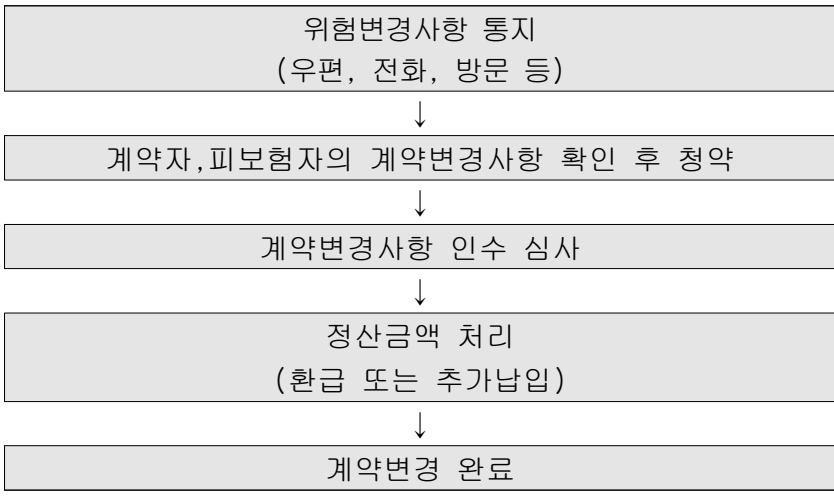 위험변경사항 통지
(우편, 전화, 방문 등)
↓
계약자,피보험자의 계약변경사항 확인 후 청약
↓
계약변경사항 인수 심사
↓
정산금액 처리
(환급 또는 추가납입)
↓
계약변경 완료